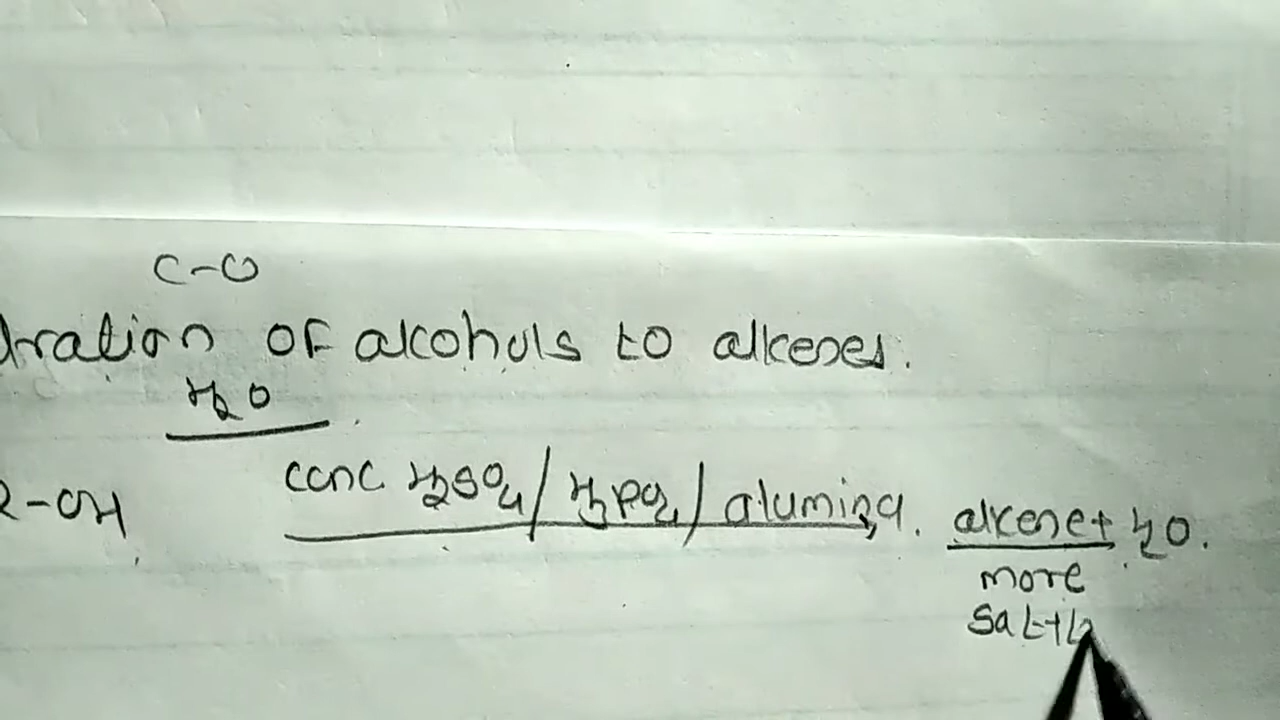 C-O
dration of alcohols to alkenes.
H2O
R-OH conc H2SO4/H3PO4/alumina. alkene+ H2O.
more